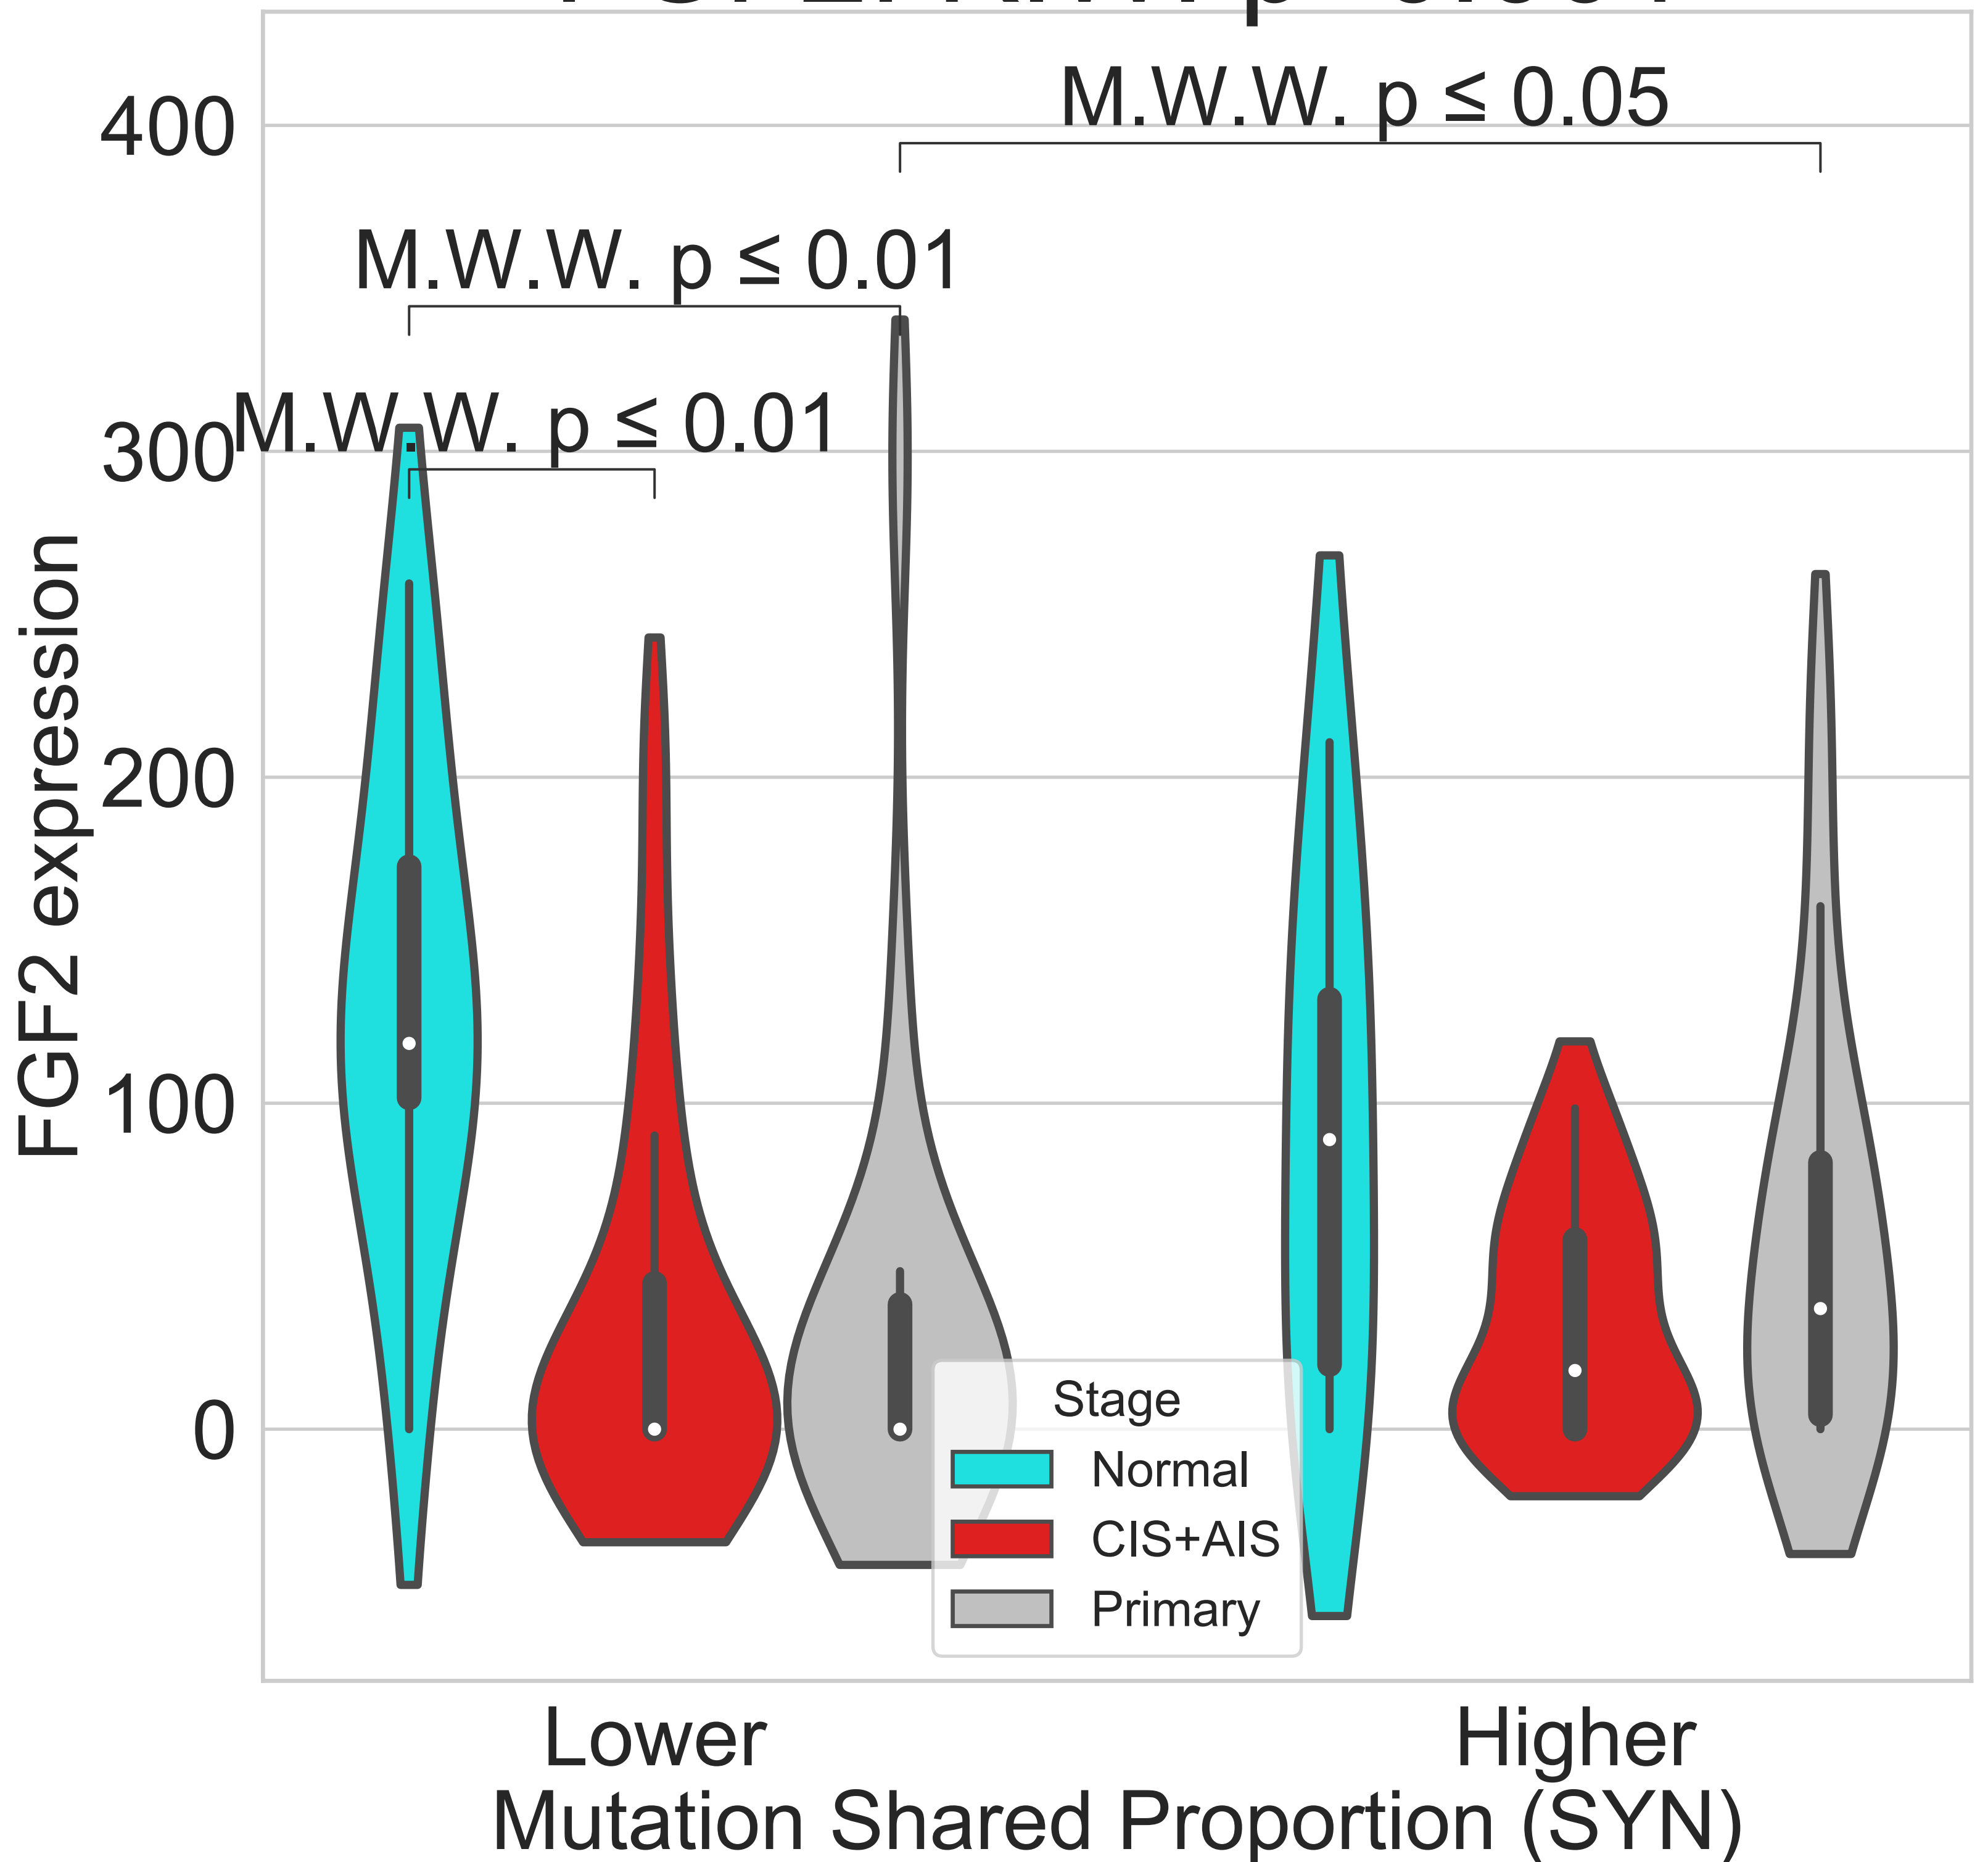 M.W.W. p ≤ 0.05
M.W.W. p ≤ 0.01
M.W.W. p ≤ 0.01
400
300
200
100
0
FGF2 expression
Stage
Normal
CIS+AIS
Primary
Lower
Higher
Mutation Shared Proportion (SYN)